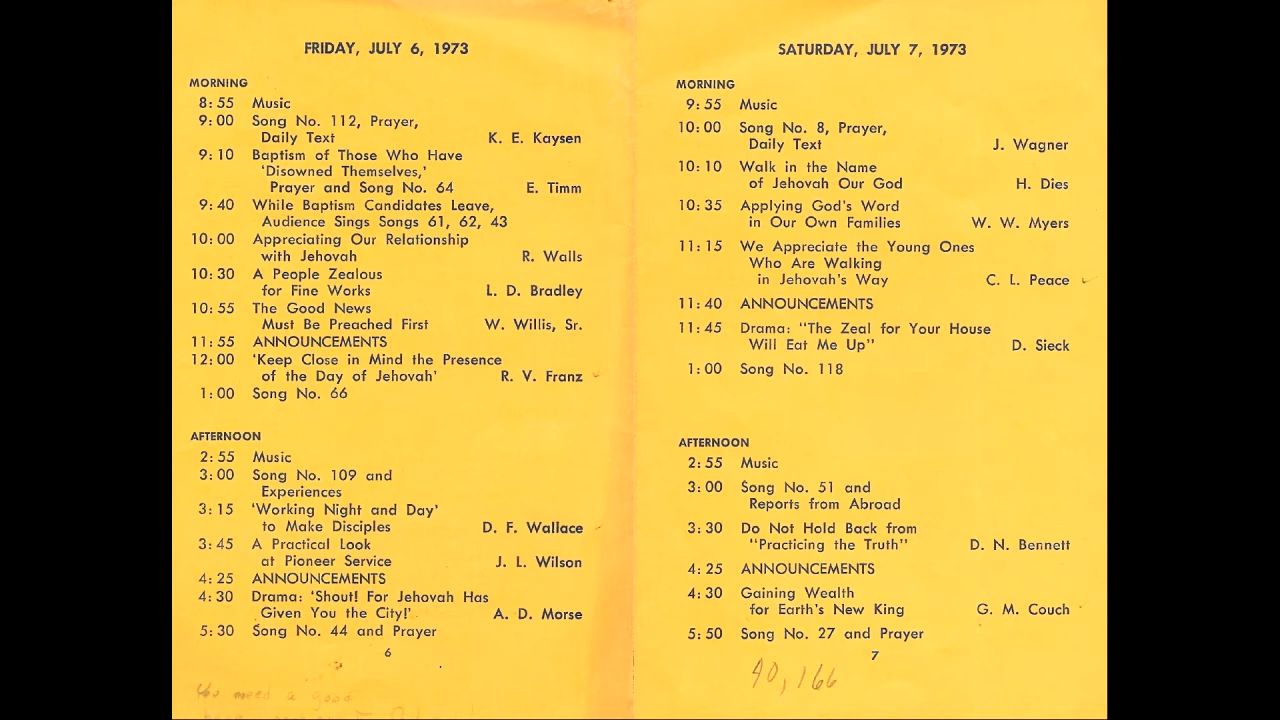 FRIDAY, JULY 6, 1973
MORNING
8:55 Music
9:00 Song No. 112, Prayer,
Daily Text K. E. Kaysen
9:10 Baptism of Those Who Have
'Disowned Themselves,'
Prayer and Song No. 64 E. Timm
9:40 While Baptism Candidates Leave,
Audience Sings Songs 61, 62, 43
10:00 Appreciating Our Relationship
with Jehovah R. Walls
10:30 A People Zealous
for Fine Works L. D. Bradley
10:55 The Good News
Must Be Preached First W. Willis, Sr.
11:55 ANNOUNCEMENTS
12:00 'Keep Close in Mind the Presence
of the Day of Jehovah' R. V. Franz
1:00 Song No. 66
AFTERNOON
2:55 Music
3:00 Song No. 109 and
Experiences
3:15 'Working Night and Day'
to Make Disciples D. F. Wallace
3:45 A Practical Look
at Pioneer Service J. L. Wilson
4:25 ANNOUNCEMENTS
4:30 Drama: 'Shout! For Jehovah Has
Given You the City!' A. D. Morse
5:30 Song No. 44 and Prayer
6
You need a good
SATURDAY, JULY 7, 1973
MORNING
9:55 Music
10:00 Song No. 8, Prayer,
Daily Text J. Wagner
10:10 Walk in the Name
of Jehovah Our God H. Dies
10:35 Applying God's Word
in Our Own Families W. W. Myers
11:15 We Appreciate the Young Ones
Who Are Walking
in Jehovah's Way C. L. Peace
11:40 ANNOUNCEMENTS
11:45 Drama: "The Zeal for Your House
Will Eat Me Up" D. Sieck
1:00 Song No. 118
AFTERNOON
2:55 Music
3:00 Song No. 51 and
Reports from Abroad
3:30 Do Not Hold Back from
"Practicing the Truth" D. N. Bennett
4:25 ANNOUNCEMENTS
4:30 Gaining Wealth
for Earth's New King G. M. Couch
5:50 Song No. 27 and Prayer
7
40,166